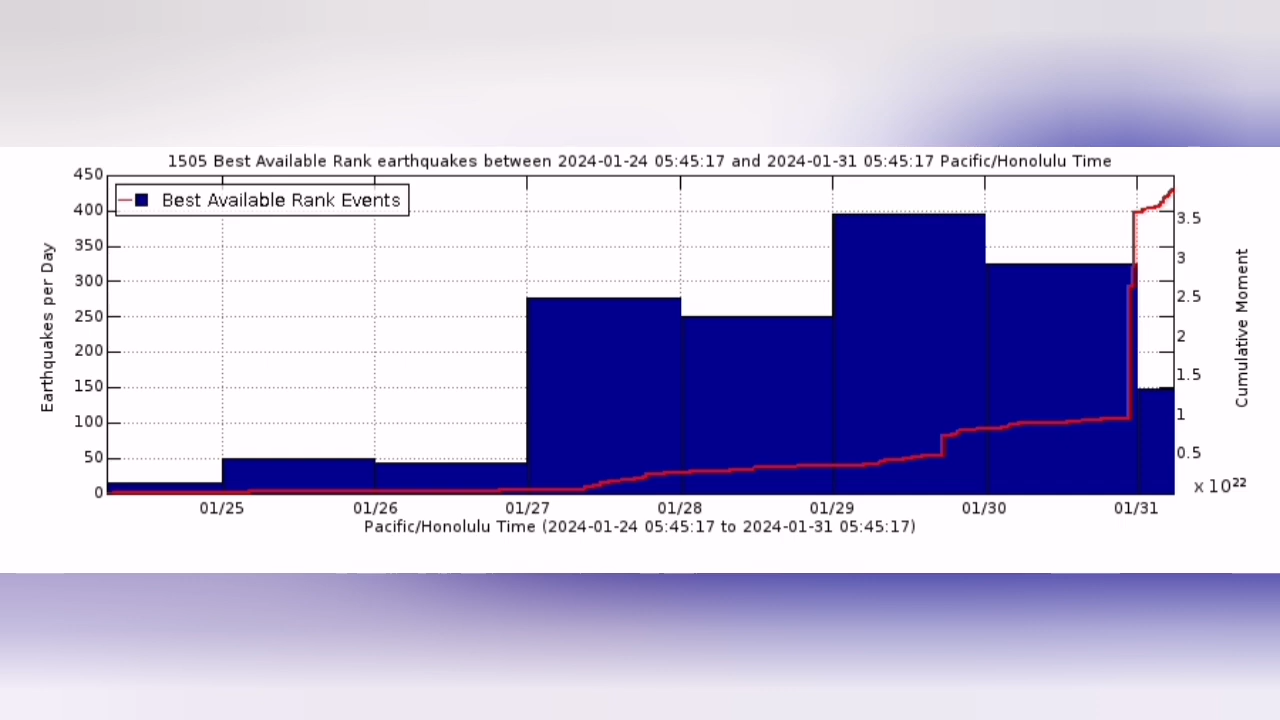 1505 Best Available Rank earthquakes between 2024-01-24 05:45:17 and 2024-01-31 05:45:17 Pacific/Honolulu Time
Best Available Rank Events
Earthquakes per Day
450
400
350
300
250
200
150
100
50
0
3.5
3
2.5
2
1.5
1
0.5
x 10²²
Cumulative Moment
01/25 01/26 01/27 01/28 01/29 01/30 01/31
Pacific/Honolulu Time (2024-01-24 05:45:17 to 2024-01-31 05:45:17)